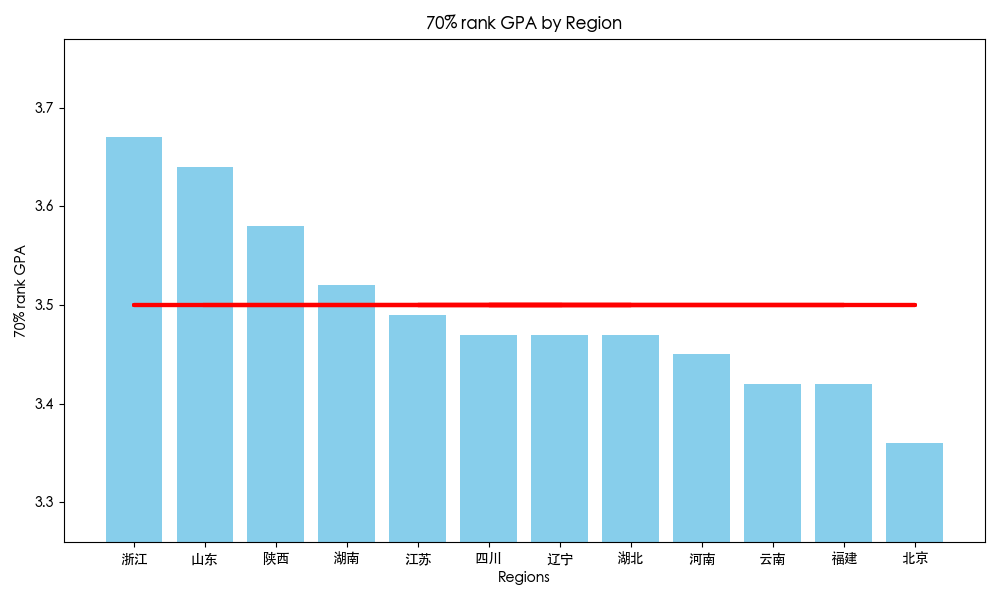 70% rank GPA by Region
70% rank GPA
3.7
3.6
3.5
3.4
3.3
浙江 山东 陕西 湖南 江苏 四川 辽宁 湖北 河南 云南 福建 北京
Regions